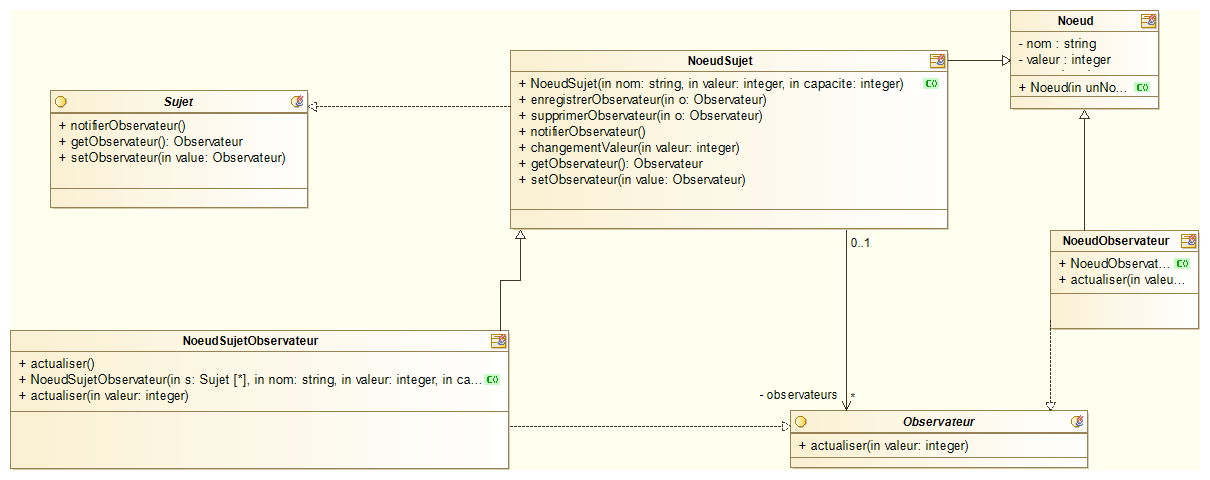 Noeud
- nom : string
- valeur : integer
+ Noeud(in unNo...
NoeudSujet
+ NoeudSujet(in nom: string, in valeur: integer, in capacite: integer)
+ enregistrerObservateur(in o: Observateur)
+ supprimerObservateur(in o: Observateur)
+ notifierObservateur()
+ changementValeur(in valeur: integer)
+ getObservateur(): Observateur
+ setObservateur(in value: Observateur)
Sujet
+ notifierObservateur()
+ getObservateur(): Observateur
+ setObservateur(in value: Observateur)
0..1
NoeudObservateur
+ NoeudObservat...
+ actualiser(in valeu...
NoeudSujetObservateur
+ actualiser()
+ NoeudSujetObservateur(in s: Sujet [*], in nom: string, in valeur: integer, in ca...
+ actualiser(in valeur: integer)
- observateurs *
Observateur
+ actualiser(in valeur: integer)